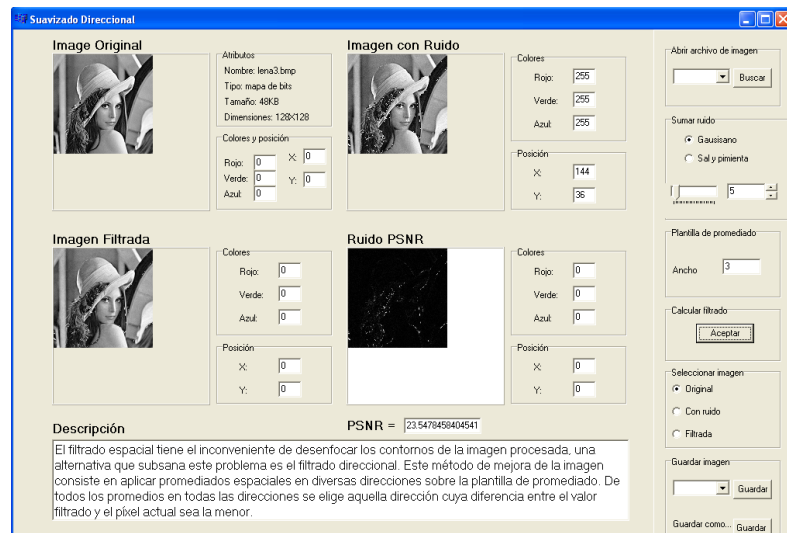 Suavizado Direccional
Image Original
Atributos
Nombre: lena3.bmp
Tipo: mapa de bits
Tamaño: 48KB
Dimensiones: 128X128
Colores y posición
Rojo: 0 X: 0
Verde: 0 Y: 0
Azul: 0
Imagen con Ruido
Colores
Rojo: 255
Verde: 255
Azul: 255
Posición
X: 144
Y: 36
Imagen Filtrada
Colores
Rojo: 0
Verde: 0
Azul: 0
Posición
X: 0
Y: 0
Ruido PSNR
Colores
Rojo: 0
Verde: 0
Azul: 0
Posición
X: 0
Y: 0
PSNR = 23.5478458404541
Descripción
El filtrado espacial tiene el inconveniente de desenfocar los contornos de la imagen procesada, una
alternativa que subsana este problema es el filtrado direccional. Este método de mejora de la imagen
consiste en aplicar promediados espaciales en diversas direcciones sobre la plantilla de promediado. De
todos los promedios en todas las direcciones se elige aquella dirección cuya diferencia entre el valor
filtrado y el píxel actual sea la menor.
Abrir archivo de imagen
Buscar
Sumar ruido
Gausisano
Sal y pimienta
5
Plantilla de promediado
Ancho 3
Calcular filtrado
Aceptar
Seleccionar imagen
Original
Con ruido
Filtrada
Guardar imagen
Guardar
Guardar como... Guardar